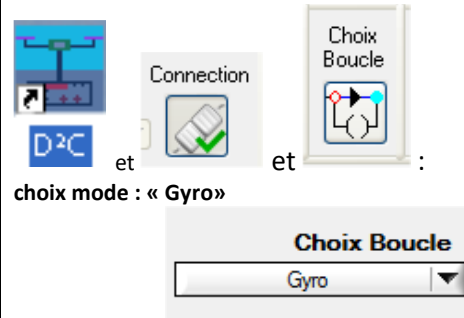 Choix
Boucle
Connection
D²C et et :
choix mode : « Gyro»
Choix Boucle
Gyro